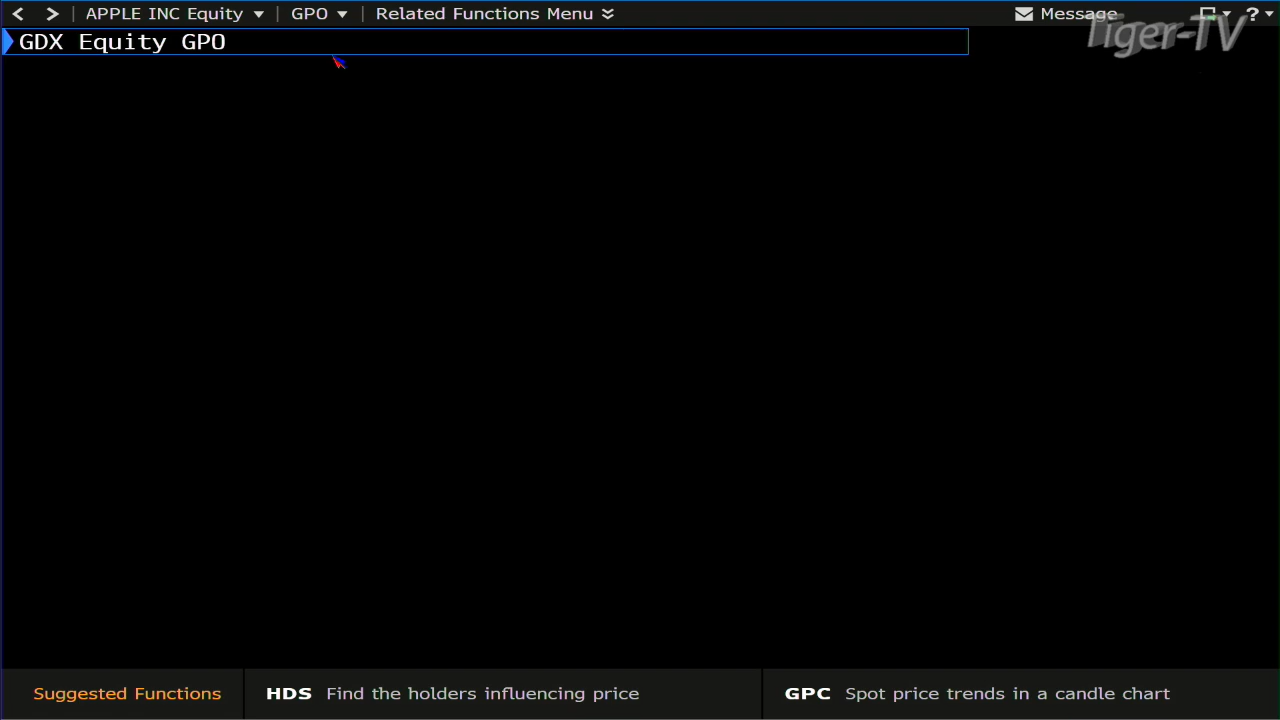 APPLE INC Equity GPO Related Functions Menu Message ?
Tiger-TV
GDX Equity GPO
Suggested Functions HDS Find the holders influencing price GPC Spot price trends in a candle chart